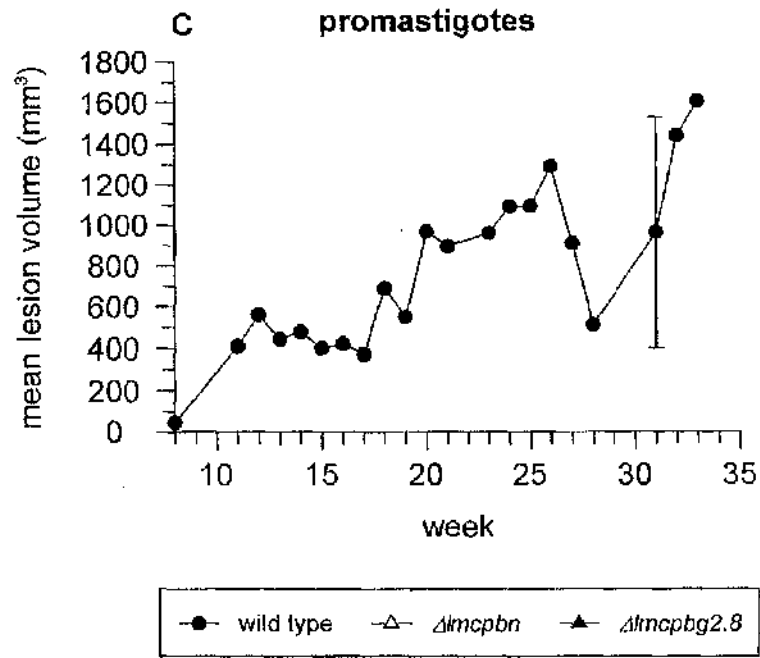 C promastigotes
mean lesion volume (mm³)
1800
1600
1400
1200
1000
800
600
400
200
0
10 15 20 25 30 35
week
wild type Δlmcpbn Δlmcpbg2.8